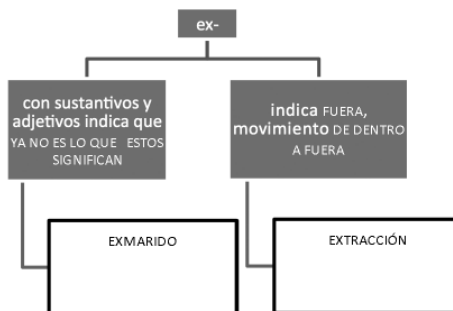 ex-
con sustantivos y
adjetivos indica que
YA NO ES LO QUE ESTOS
SIGNIFICAN
indica FUERA,
movimiento DE DENTRO
A FUERA
EXMARIDO
EXTRACCIÓN